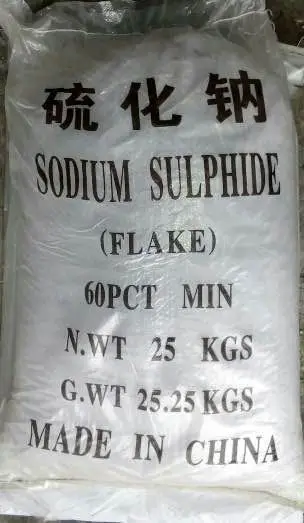 硫化钠
SODIUM SULPHIDE
(FLAKE)
60PCT MIN
N.WT 25 KGS
G.WT 25.25 KGS
MADE IN CHINA